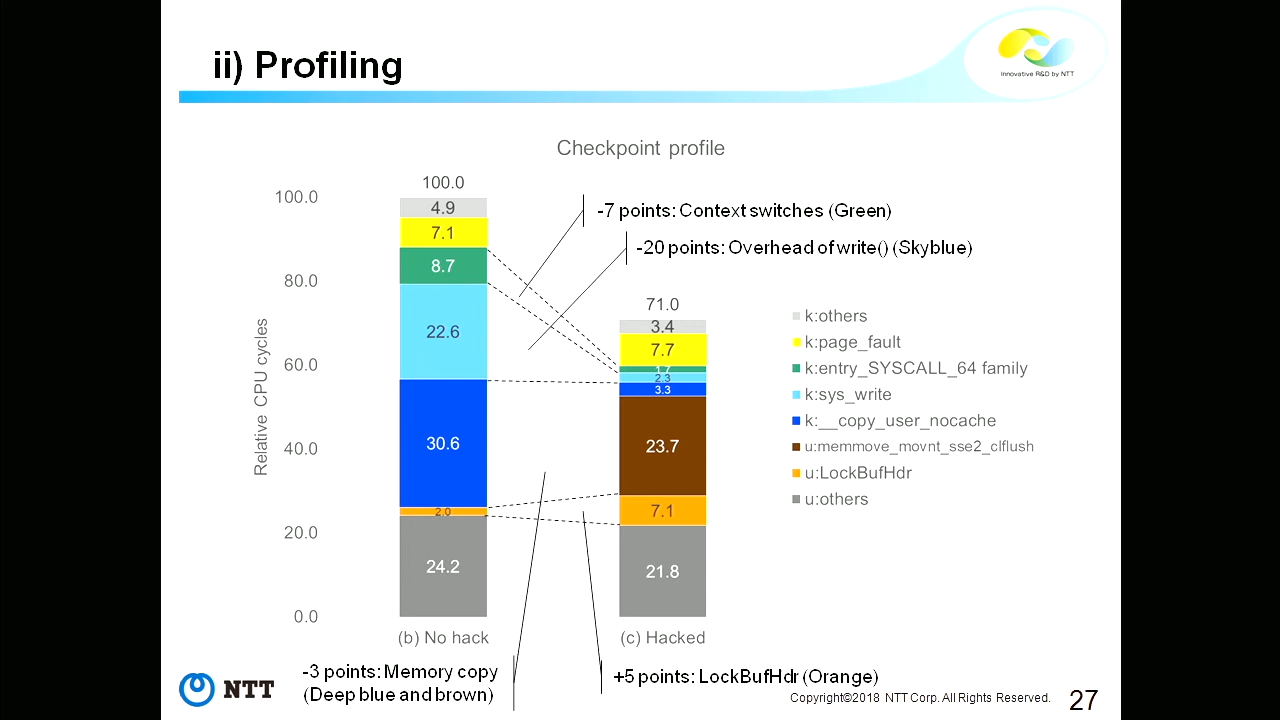 ii) Profiling
Innovative R&D by NTT
Checkpoint profile
Relative CPU cycles
100.0
80.0
60.0
40.0
20.0
0.0
100.0
4.9
7.1
8.7
22.6
30.6
2.0
24.2
(b) No hack
71.0
3.4
7.7
1.7
2.3
3.3
23.7
7.1
21.8
(c) Hacked
-7 points: Context switches (Green)
-20 points: Overhead of write() (Skyblue)
k:others
k:page_fault
k:entry_SYSCALL_64 family
k:sys_write
k:__copy_user_nocache
u:memmove_movnt_sse2_clflush
u:LockBufHdr
u:others
-3 points: Memory copy
(Deep blue and brown)
+5 points: LockBufHdr (Orange)
NTT
Copyright©2018 NTT Corp. All Rights Reserved.
27